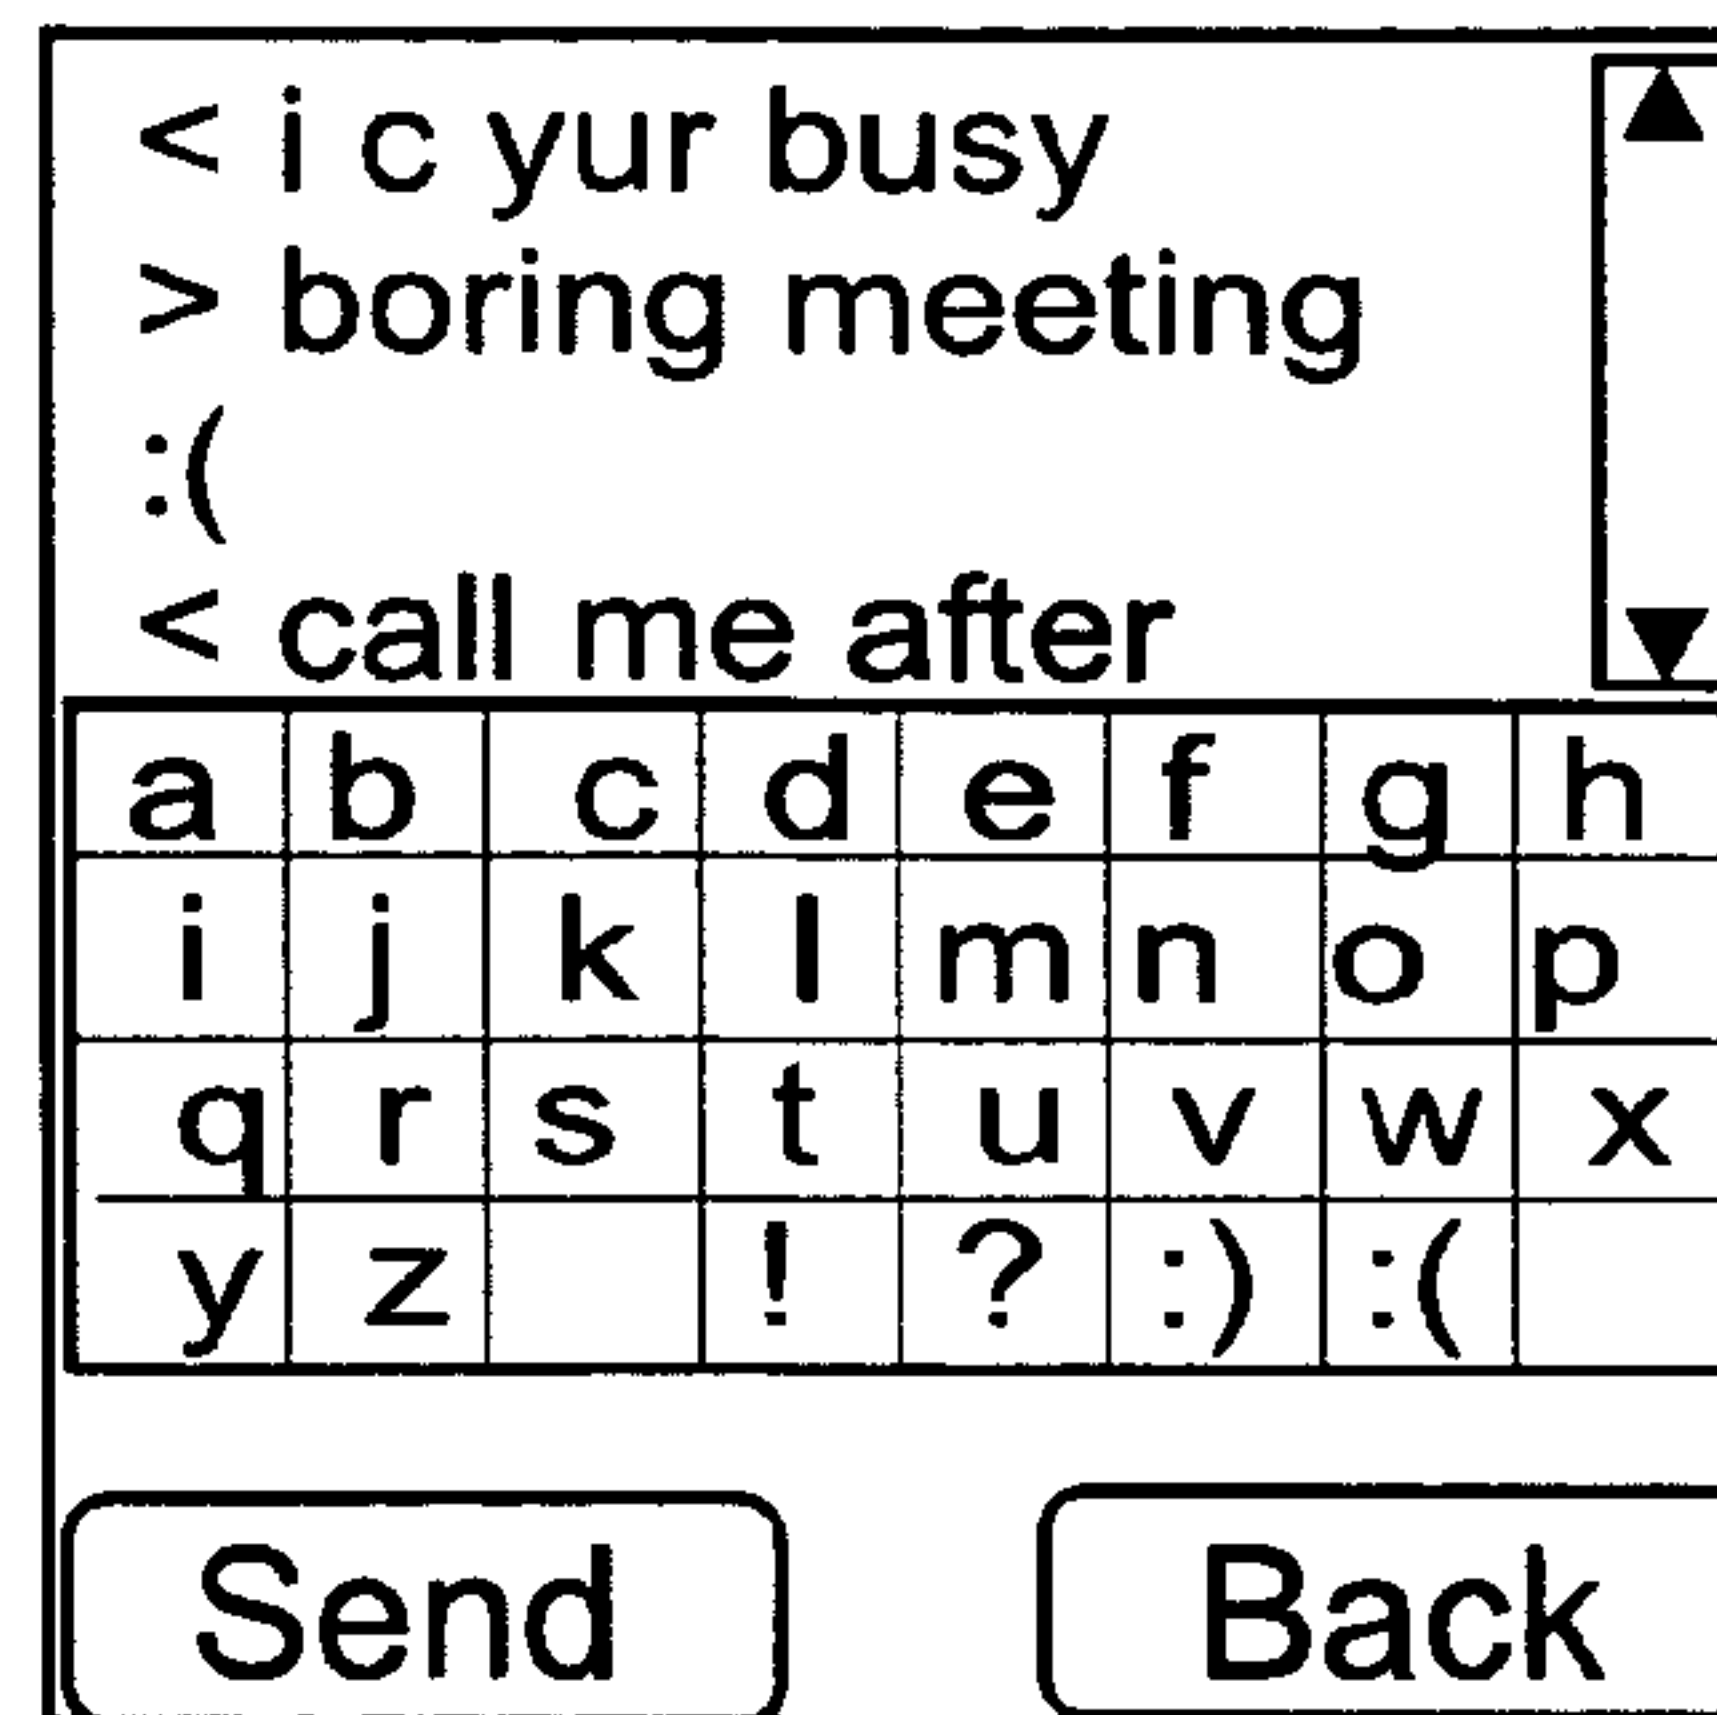 < i c yur busy
> boring meeting
:(
< call me after
a b c d e f g h
i j k l m n o p
q r s t u v w x
y z ! ? :) :(
Send Back